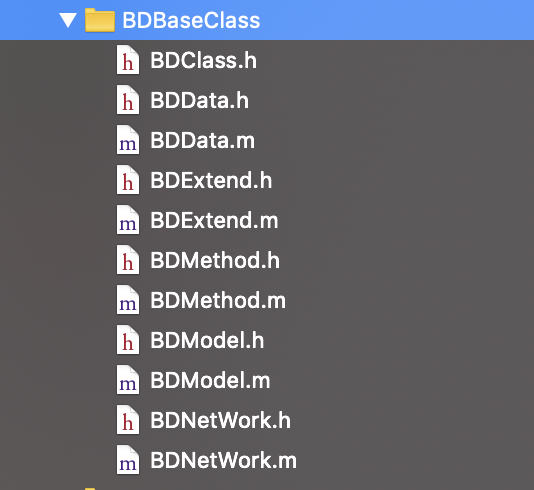 BDBaseClass
h BDClass.h
h BDData.h
m BDData.m
h BDExtend.h
m BDExtend.m
h BDMethod.h
m BDMethod.m
h BDModel.h
m BDModel.m
h BDNetWork.h
m BDNetWork.m